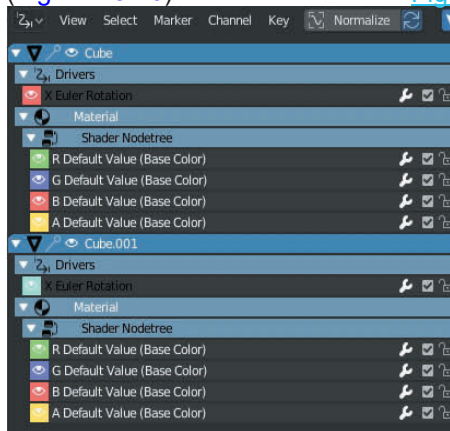 View Select Marker Channel Key Normalize
Cube
Drivers
X Euler Rotation
Material
Shader Nodetree
R Default Value (Base Color)
G Default Value (Base Color)
B Default Value (Base Color)
A Default Value (Base Color)
Cube.001
Drivers
X Euler Rotation
Material
Shader Nodetree
R Default Value (Base Color)
G Default Value (Base Color)
B Default Value (Base Color)
A Default Value (Base Color)